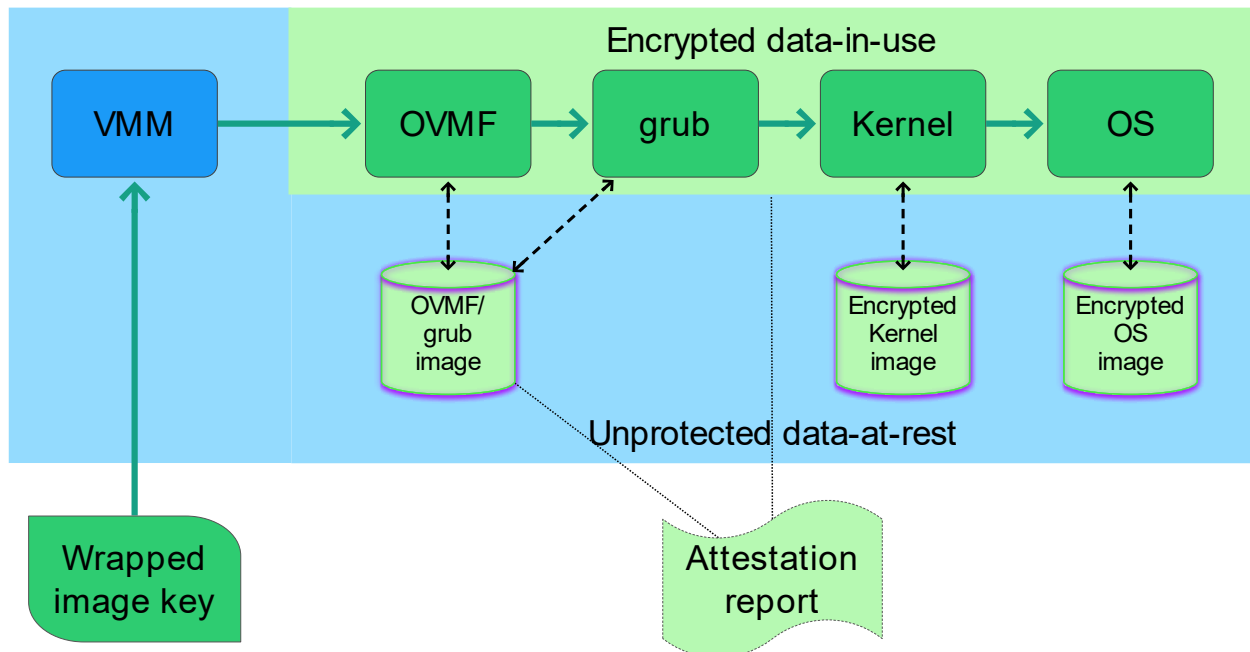 Encrypted data-in-use
VMM
OVMF
grub
Kernel
OS
OVMF/
grub
image
Encrypted
Kernel
image
Encrypted
OS
image
Unprotected data-at-rest
Wrapped
image key
Attestation
report